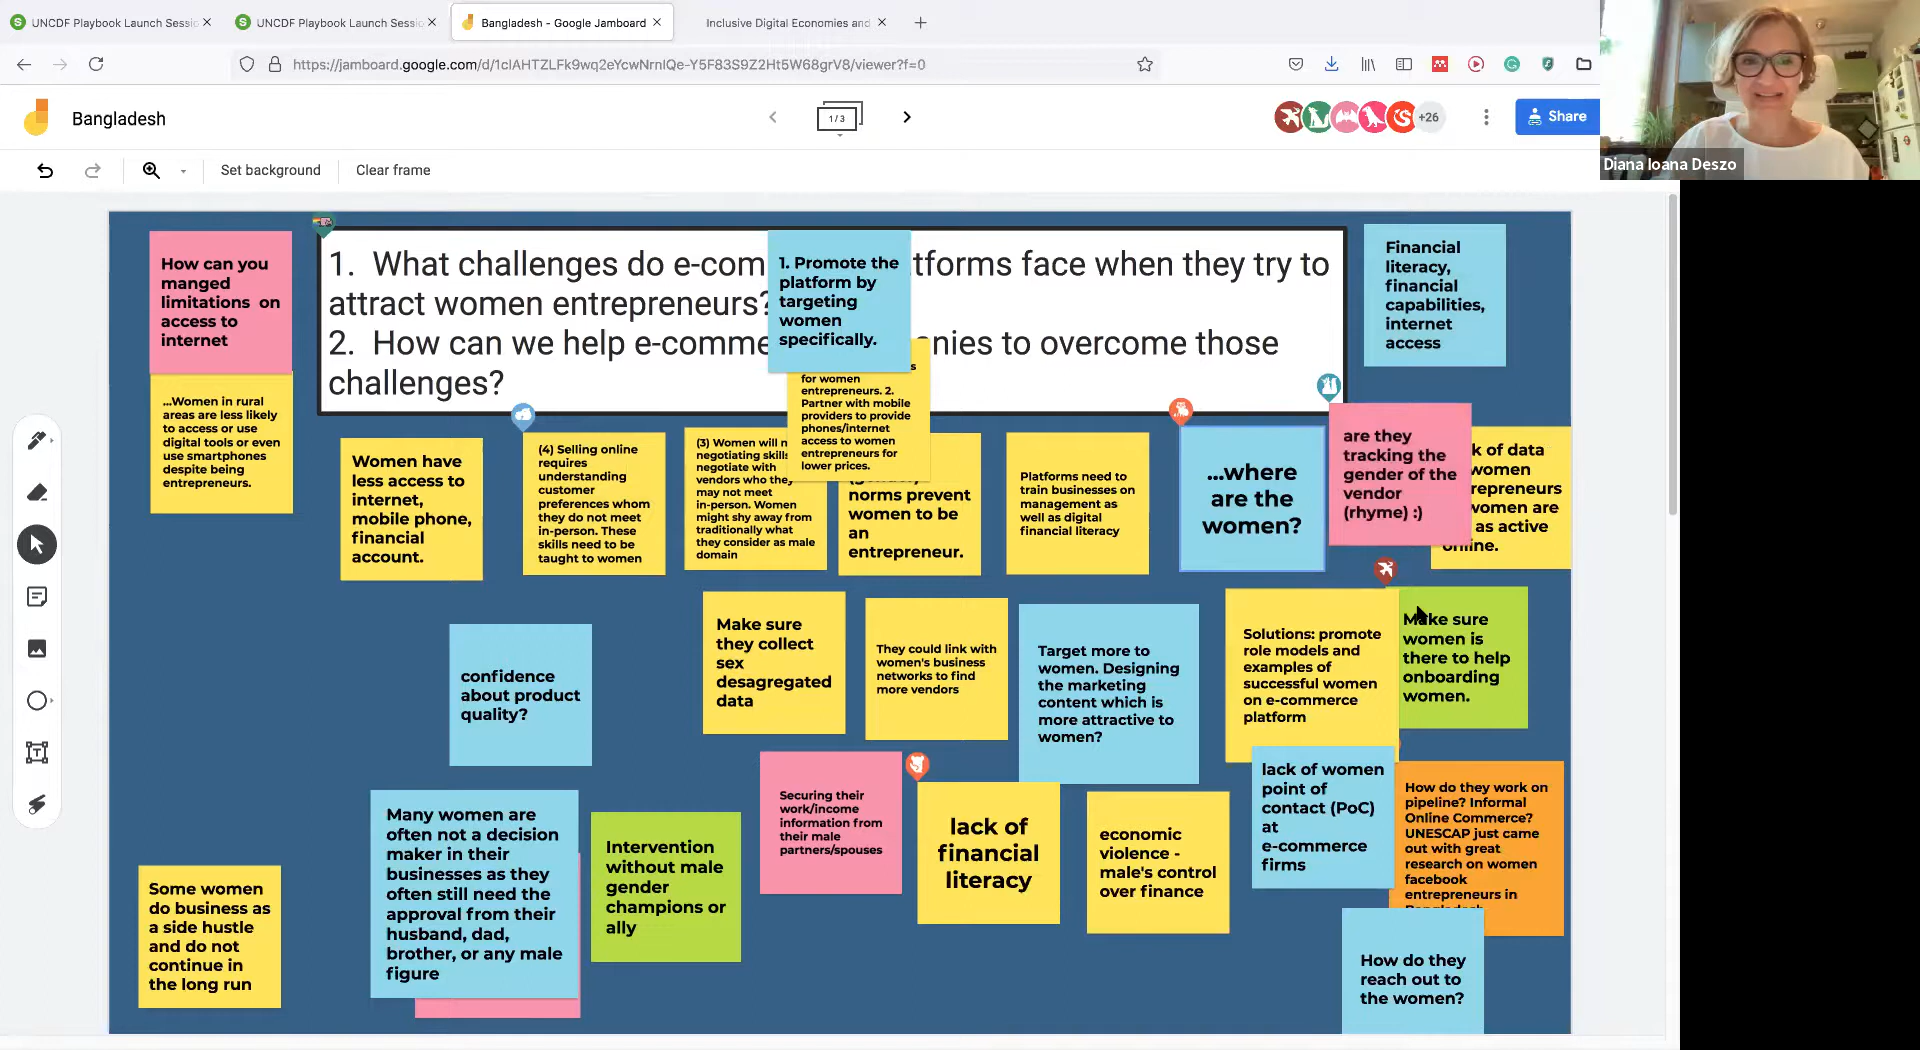 UNCDF Playbook Launch Sessi
UNCDF Playbook Launch Sessi
Bangladesh - Google Jamboard
Inclusive Digital Economies and
https://jamboard.google.com/d/1clAHTZLFk9wq2eYcwNrnlQe-Y5F83S9Z2Ht5W68grV8/viewer?f=0
Bangladesh
1/3
+26
Share
Diana Ioana Deszo
Set background
Clear frame
How can you
manged
limitations on
access to
internet
1. What challenges do e-com
tforms face when they try to
attract women entrepreneurs?
2. How can we help e-comme
nies to overcome those
challenges?
1. Promote the
platform by
targeting
women
specifically.
Financial
literacy,
financial
capabilities,
internet
access
...Women in rural
areas are less likely
to access or use
digital tools or even
use smartphones
despite being
entrepreneurs.
for women
entrepreneurs. 2.
Partner with mobile
providers to provide
phones/internet
access to women
entrepreneurs for
lower prices.
Women have
less access to
internet,
mobile phone,
financial
account.
(4) Selling online
requires
understanding
customer
preferences whom
they do not meet
in-person. These
skills need to be
taught to women
(3) Women will n
negotiating skills
negotiate with
vendors who they
may not meet
in-person. Women
might shy away from
traditionally what
they consider as male
domain
norms prevent
women to be
an
entrepreneur.
Platforms need to
train businesses on
management as
well as digital
financial literacy
...where
are the
women?
are they
tracking the
gender of the
vendor
(rhyme) :)
k of data
women
repreneurs
women are
as active
online.
confidence
about product
quality?
Make sure
they collect
sex
desagregated
data
They could link with
women's business
networks to find
more vendors
Target more to
women. Designing
the marketing
content which is
more attractive to
women?
Solutions: promote
role models and
examples of
successful women
on e-commerce
platform
Make sure
women is
there to help
onboarding
women.
Some women
do business as
a side hustle
and do not
continue in
the long run
Many women are
often not a decision
maker in their
businesses as they
often still need the
approval from their
husband, dad,
brother, or any male
figure
Intervention
without male
gender
champions or
ally
Securing their
work/income
information from
their male
partners/spouses
lack of
financial
literacy
economic
violence -
male's control
over finance
lack of women
point of
contact (PoC)
at
e-commerce
firms
How do they work on
pipeline? Informal
Online Commerce?
UNESCAP just came
out with great
research on women
facebook
entrepreneurs in
How do they
reach out to
the women?